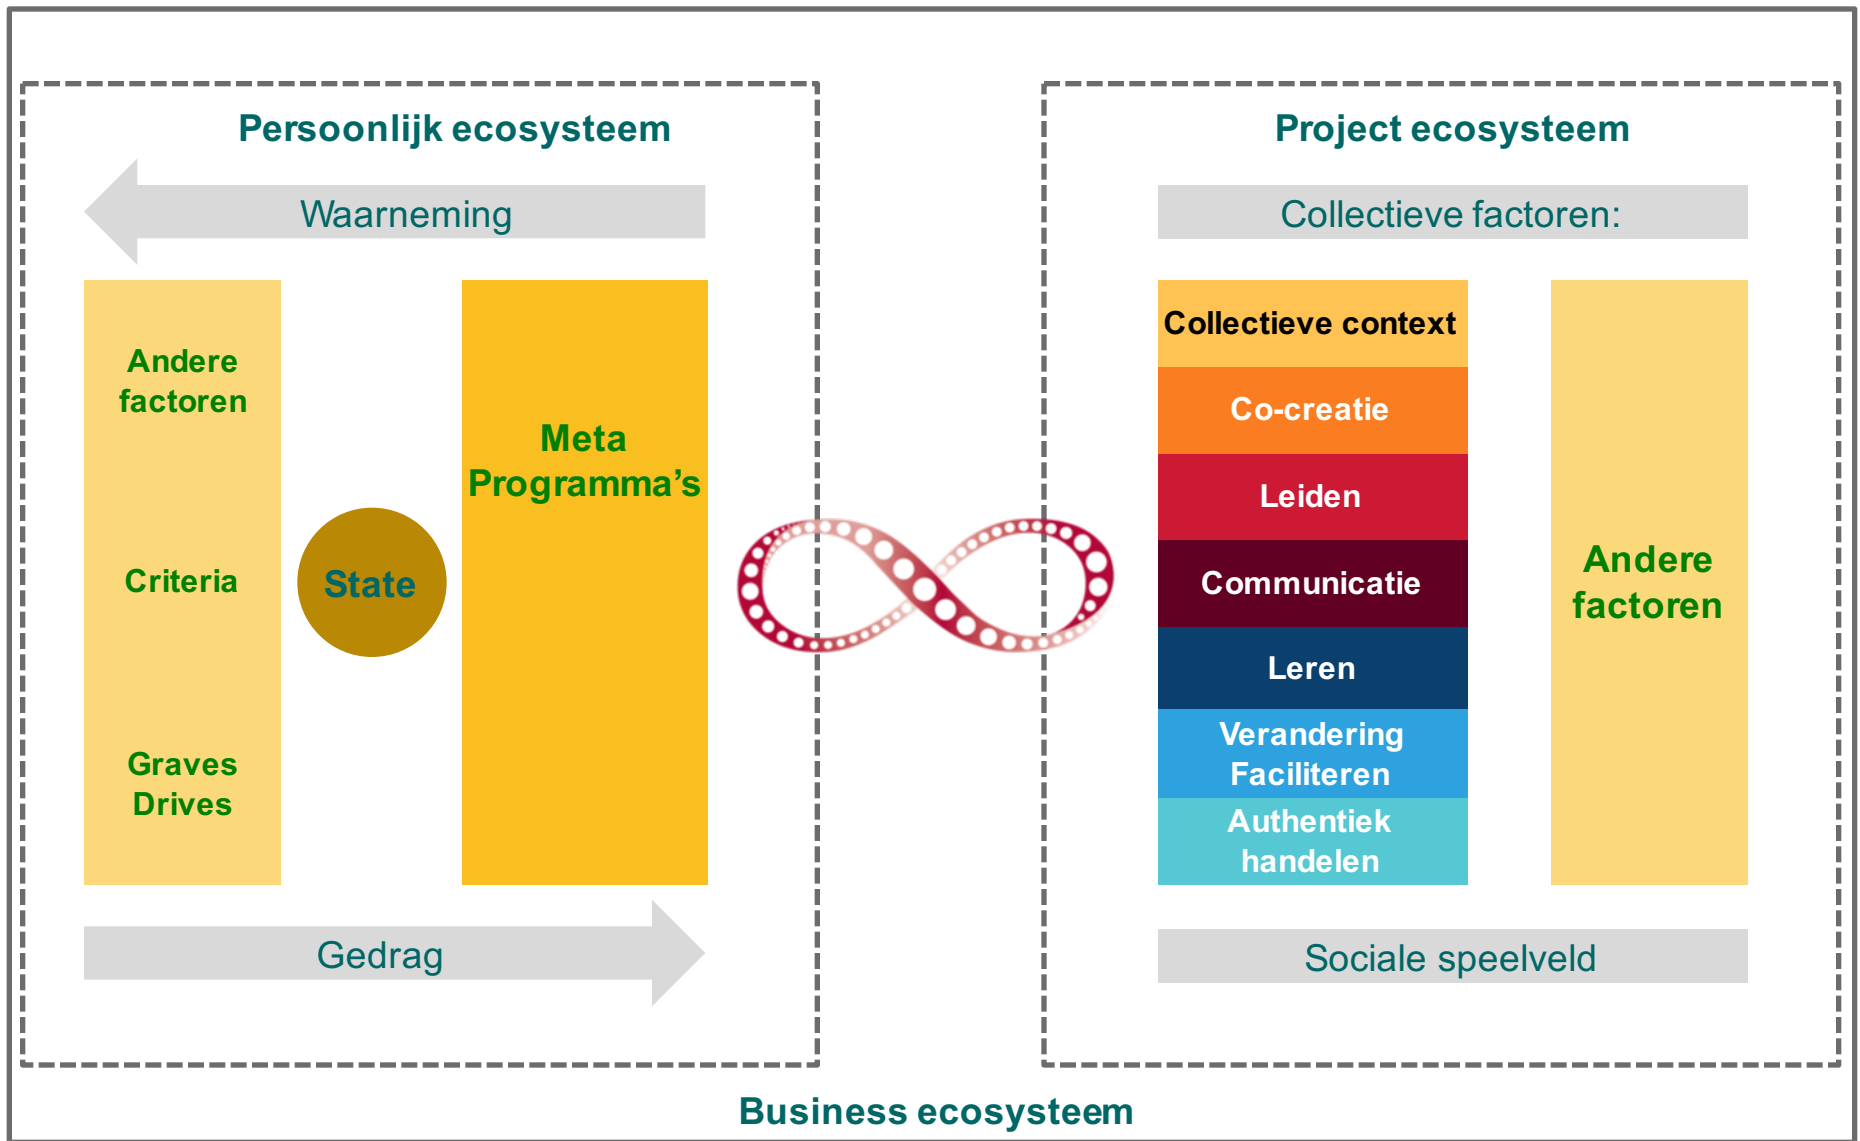 Persoonlijk ecosysteem
Waarneming
Andere
factoren
Criteria
Graves
Drives
State
Meta
Programma’s
Gedrag
Project ecosysteem
Collectieve factoren:
Collectieve context
Co-creatie
Leiden
Communicatie
Leren
Verandering
Faciliteren
Authentiek
handelen
Andere
factoren
Sociale speelveld
Business ecosysteem